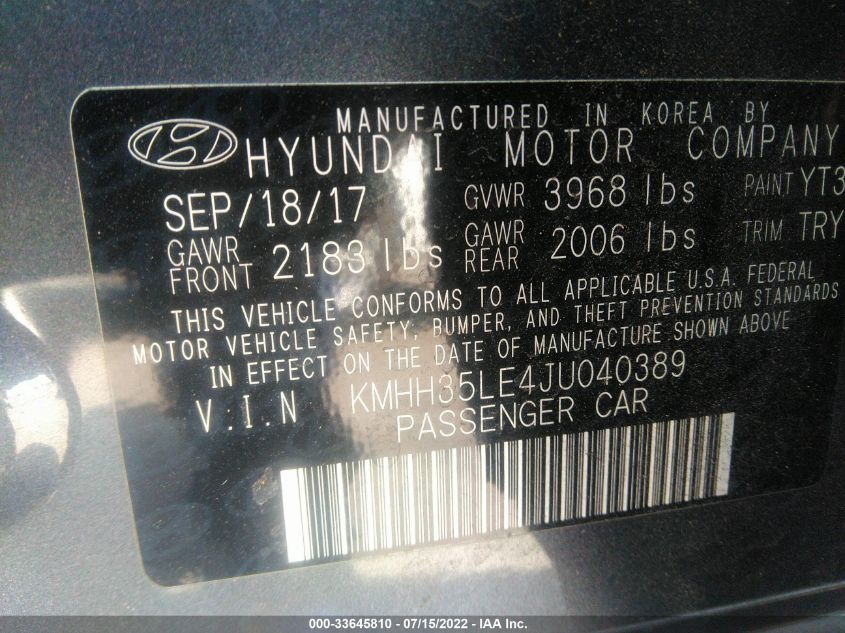 MANUFACTURED IN KOREA BY
HYUNDAI MOTOR COMPANY
SEP/18/17 GVWR 3968 lbs PAINT YT3
GAWR FRONT 2183 lbs GAWR REAR 2006 lbs TRIM TRY
THIS VEHICLE CONFORMS TO ALL APPLICABLE U.S.A. FEDERAL
MOTOR VEHICLE SAFETY, BUMPER, AND THEFT PREVENTION STANDARDS
IN EFFECT ON THE DATE OF MANUFACTURE SHOWN ABOVE
V.I.N KMHH35LE4JU040389
PASSENGER CAR
000-33645810 - 07/15/2022 - IAA Inc.